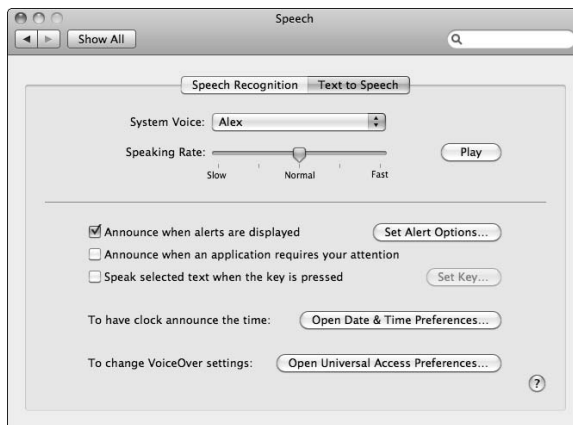 Speech
Show All
Speech Recognition Text to Speech
System Voice: Alex
Speaking Rate:
Play
Slow Normal Fast
Announce when alerts are displayed Set Alert Options...
Announce when an application requires your attention
Speak selected text when the key is pressed Set Key...
To have clock announce the time: Open Date & Time Preferences...
To change VoiceOver settings: Open Universal Access Preferences...
?